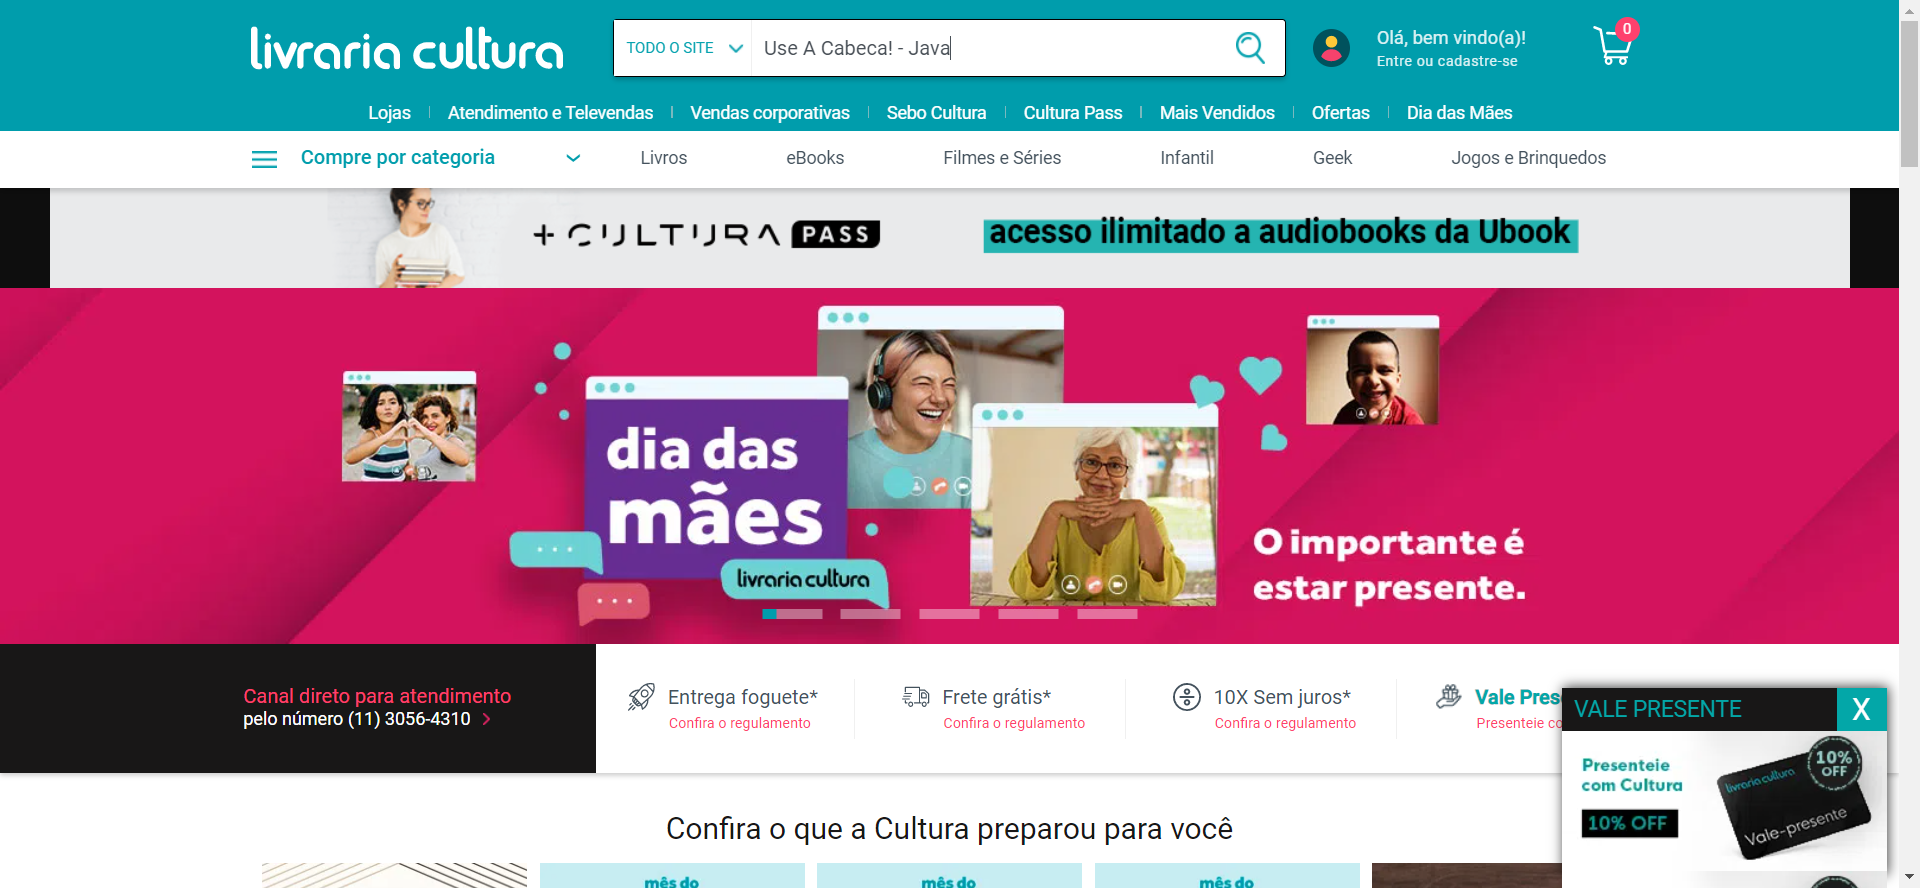 livraria cultura
TODO O SITE
Use A Cabeca! - Java
Olá, bem vindo(a)!
Entre ou cadastre-se
0
Lojas
Atendimento e Televendas
Vendas corporativas
Sebo Cultura
Cultura Pass
Mais Vendidos
Ofertas
Dia das Mães
Compre por categoria
Livros
eBooks
Filmes e Séries
Infantil
Geek
Jogos e Brinquedos
+CULTURA PASS
acesso ilimitado a audiobooks da Ubook
dia das
mães
livraria cultura
O importante é
estar presente.
Canal direto para atendimento
pelo número (11) 3056-4310
Entrega foguete*
Confira o regulamento
Frete grátis*
Confira o regulamento
10X Sem juros*
Confira o regulamento
Vale Pres
Presenteie co
VALE PRESENTE
X
Presenteie
com Cultura
10% OFF
livraria cultura
10%
OFF
Vale-presente
Confira o que a Cultura preparou para você
mês do
mês do
mês do